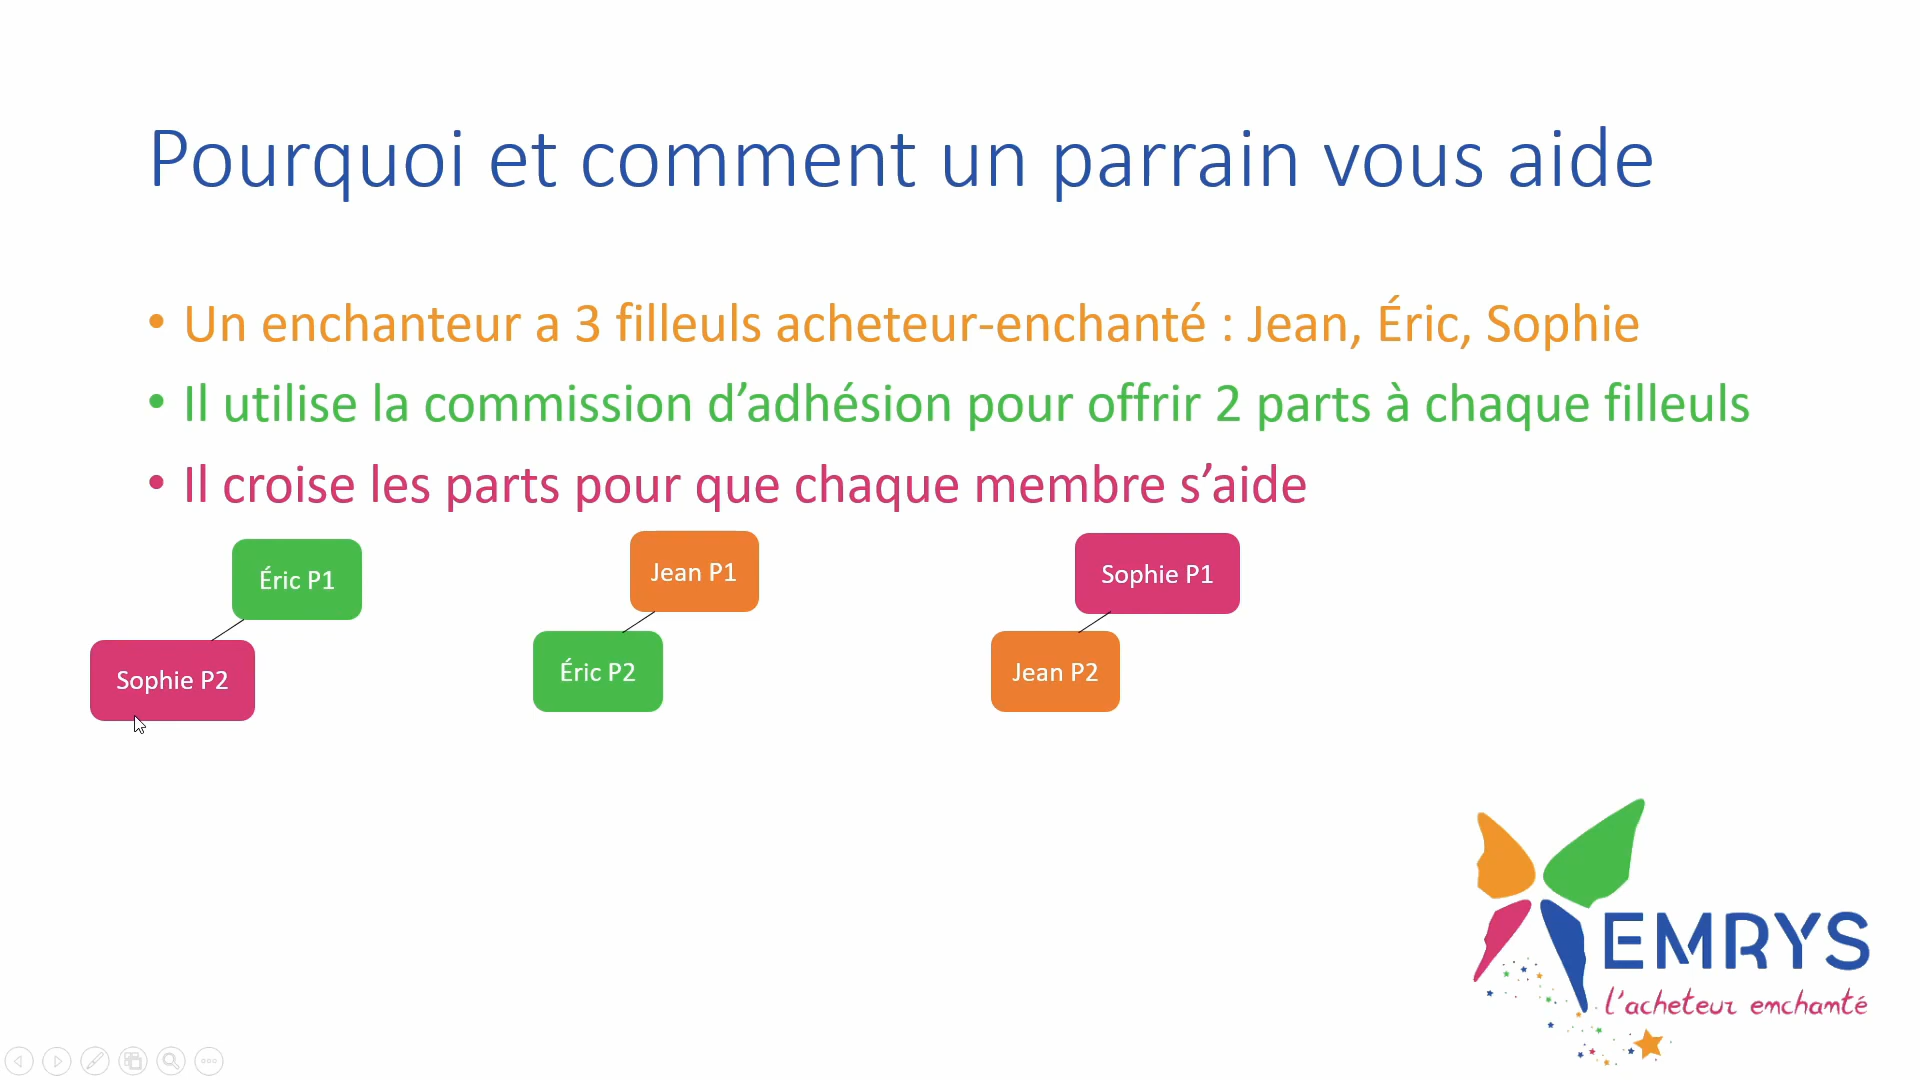 Pourquoi et comment un parrain vous aide
• Un enchanteur a 3 filleuls acheteur-enchanté : Jean, Éric, Sophie
• Il utilise la commission d’adhésion pour offrir 2 parts à chaque filleuls
• Il croise les parts pour que chaque membre s’aide
Éric P1
Sophie P2
Jean P1
Éric P2
Sophie P1
Jean P2
EMRYS
l’acheteur enchanté